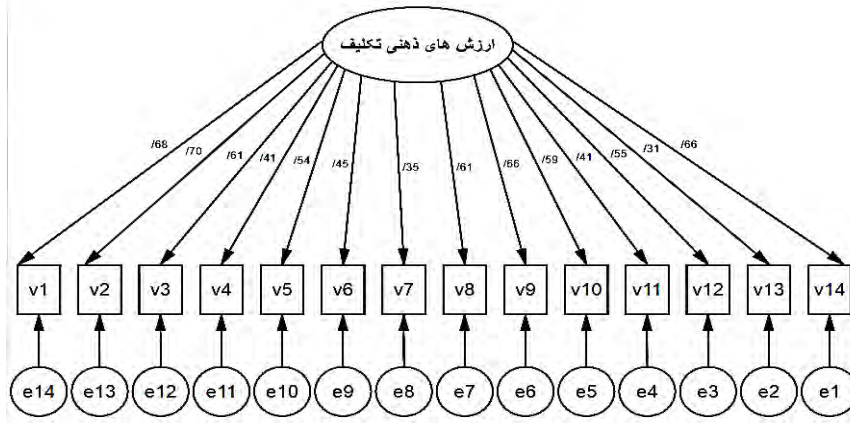 ارزش های ذهنی تکلیف
/68 /70 /61 /41 /54 /45 /35 /61 /66 /59 /41 /55 /31 /66
v1 v2 v3 v4 v5 v6 v7 v8 v9 v10 v11 v12 v13 v14
e14 e13 e12 e11 e10 e9 e8 e7 e6 e5 e4 e3 e2 e1